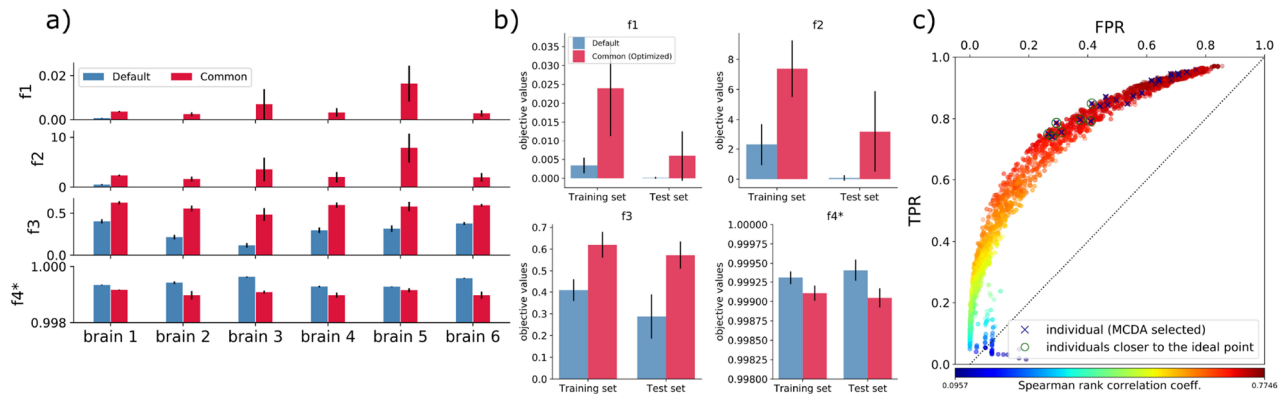 a)
Default Common
f1
0.02
0.00
f2
10
0
f3
0.5
0.0
f4*
1.000
0.998
brain 1 brain 2 brain 3 brain 4 brain 5 brain 6
b)
f1
Default
Common (Optimized)
objective values
0.035
0.030
0.025
0.020
0.015
0.010
0.005
0.000
Training set Test set
f2
objective values
8
6
4
2
0
Training set Test set
f3
objective values
0.7
0.6
0.5
0.4
0.3
0.2
0.1
0.0
Training set Test set
f4*
objective values
1.00000
0.99975
0.99950
0.99925
0.99900
0.99875
0.99850
0.99825
0.99800
Training set Test set
c)
FPR
0.0 0.2 0.4 0.6 0.8 1.0
TPR
1.0
0.8
0.6
0.4
0.2
0.0
individual (MCDA selected)
individuals closer to the ideal point
0.0957 Spearman rank correlation coeff. 0.7746